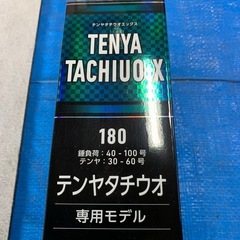 テンヤタチウオエックス
TENYA
TACHIUO X
180
錘負荷:40-100号
テンヤ:30-60号
テンヤタチウオ
専用モデル